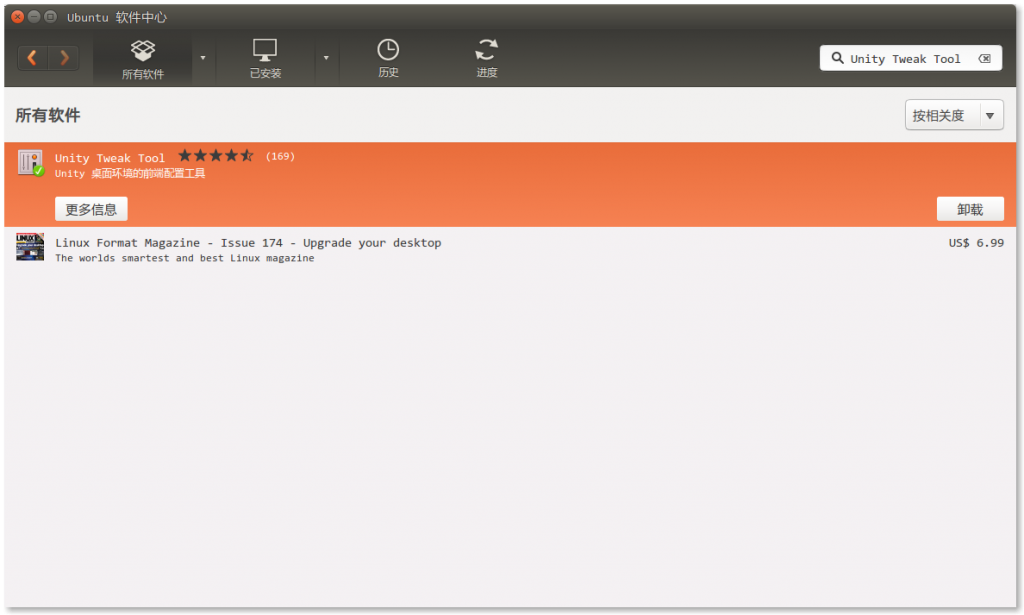 Ubuntu 软件中心
所有软件
已安装
历史
进度
Unity Tweak Tool
所有软件
按相关度
Unity Tweak Tool (169)
Unity 桌面环境的前端配置工具
更多信息
卸载
Linux Format Magazine - Issue 174 - Upgrade your desktop
US$ 6.99
The worlds smartest and best Linux magazine